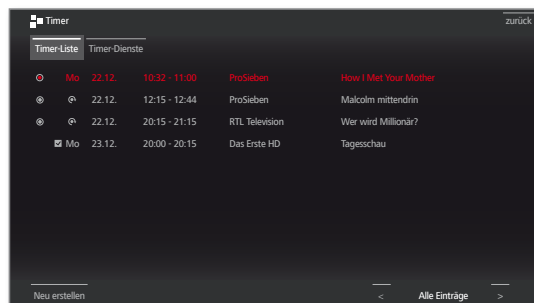 Timer zurück
Timer-Liste Timer-Dienste
Mo 22.12. 10:32 - 11:00 ProSieben How I Met Your Mother
22.12. 12:15 - 12:44 ProSieben Malcolm mittendrin
22.12. 20:15 - 21:15 RTL Television Wer wird Millionär?
Mo 23.12. 20:00 - 20:15 Das Erste HD Tagesschau
Neu erstellen < Alle Einträge >